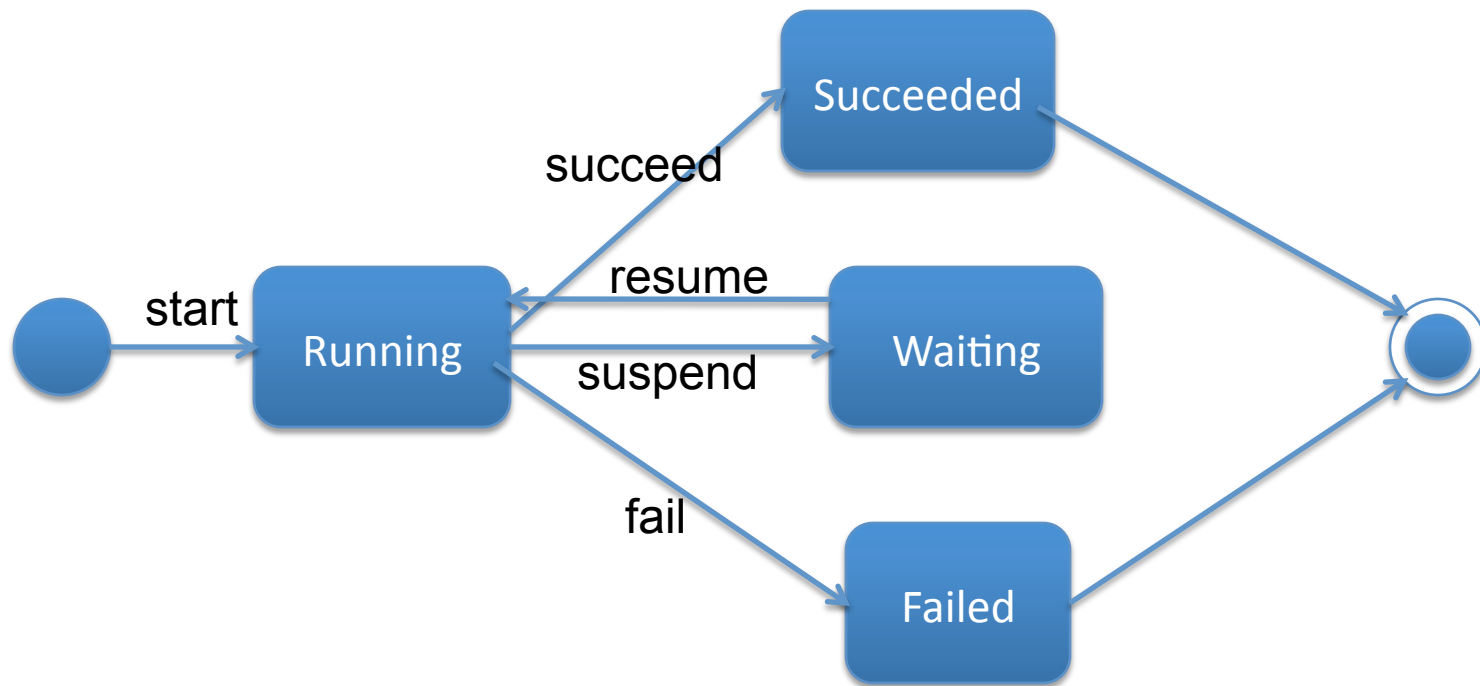 Succeeded
succeed
resume
start
Running
Waiting
suspend
fail
Failed